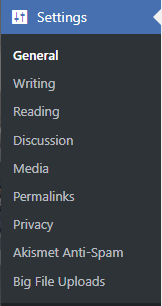 Settings
General
Writing
Reading
Discussion
Media
Permalinks
Privacy
Akismet Anti-Spam
Big File Uploads